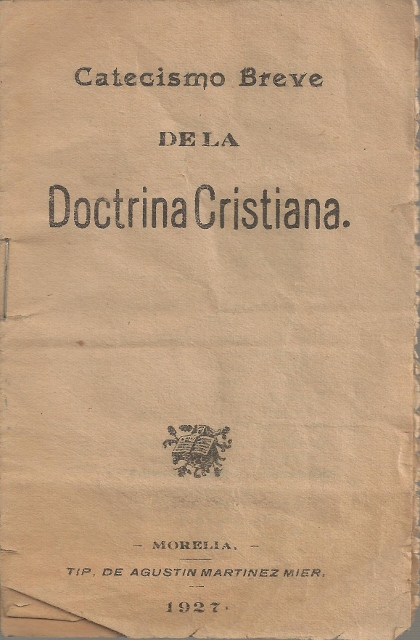 Catecismo Breve
DE LA
Doctrina Cristiana.
– MORELIA. –
TIP. DE AGUSTIN MARTINEZ MIER.
1927.